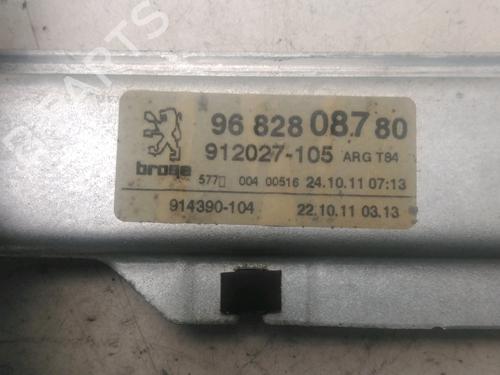 96 828 087 80
912027-105 ARG T84
brose
577 004 00516 24.10.11 07:13
914390-104 22.10.11 03.13